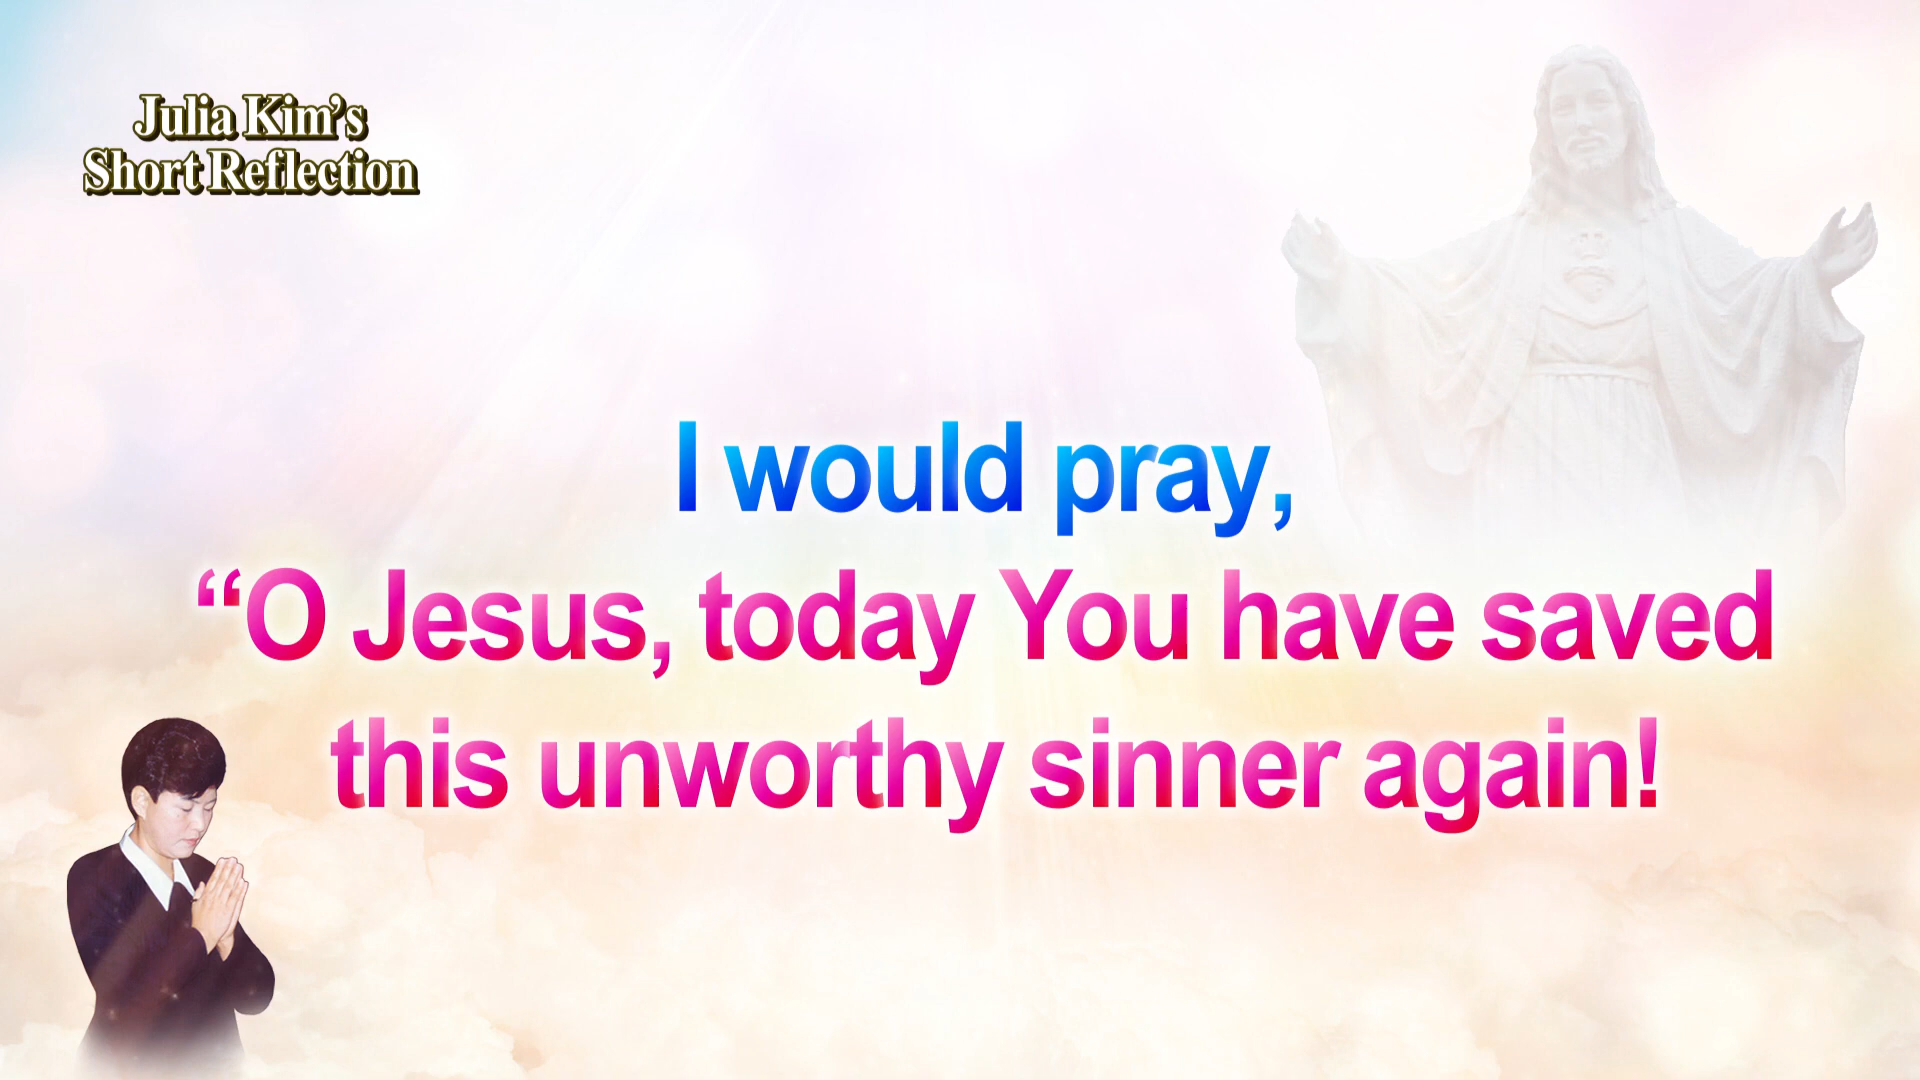 Julia Kim’s
Short Reflection
I would pray,
“O Jesus, today You have saved
this unworthy sinner again!